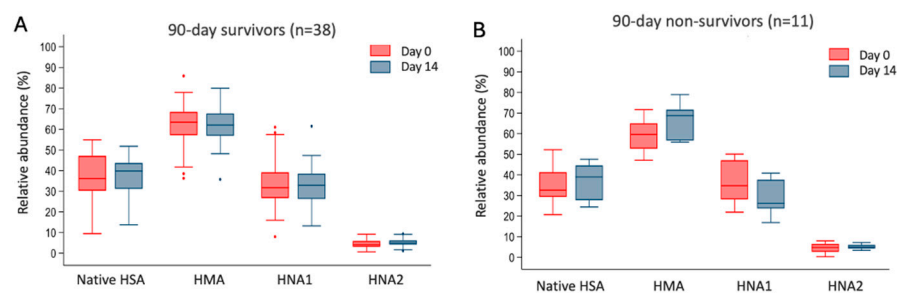 A
90-day survivors (n=38)
Relative abundance (%)
100
90
80
70
60
50
40
30
20
10
0
Day 0
Day 14
Native HSA
HMA
HNA1
HNA2
B
90-day non-survivors (n=11)
Relative abundance (%)
100
90
80
70
60
50
40
30
20
10
0
Day 0
Day 14
Native HSA
HMA
HNA1
HNA2